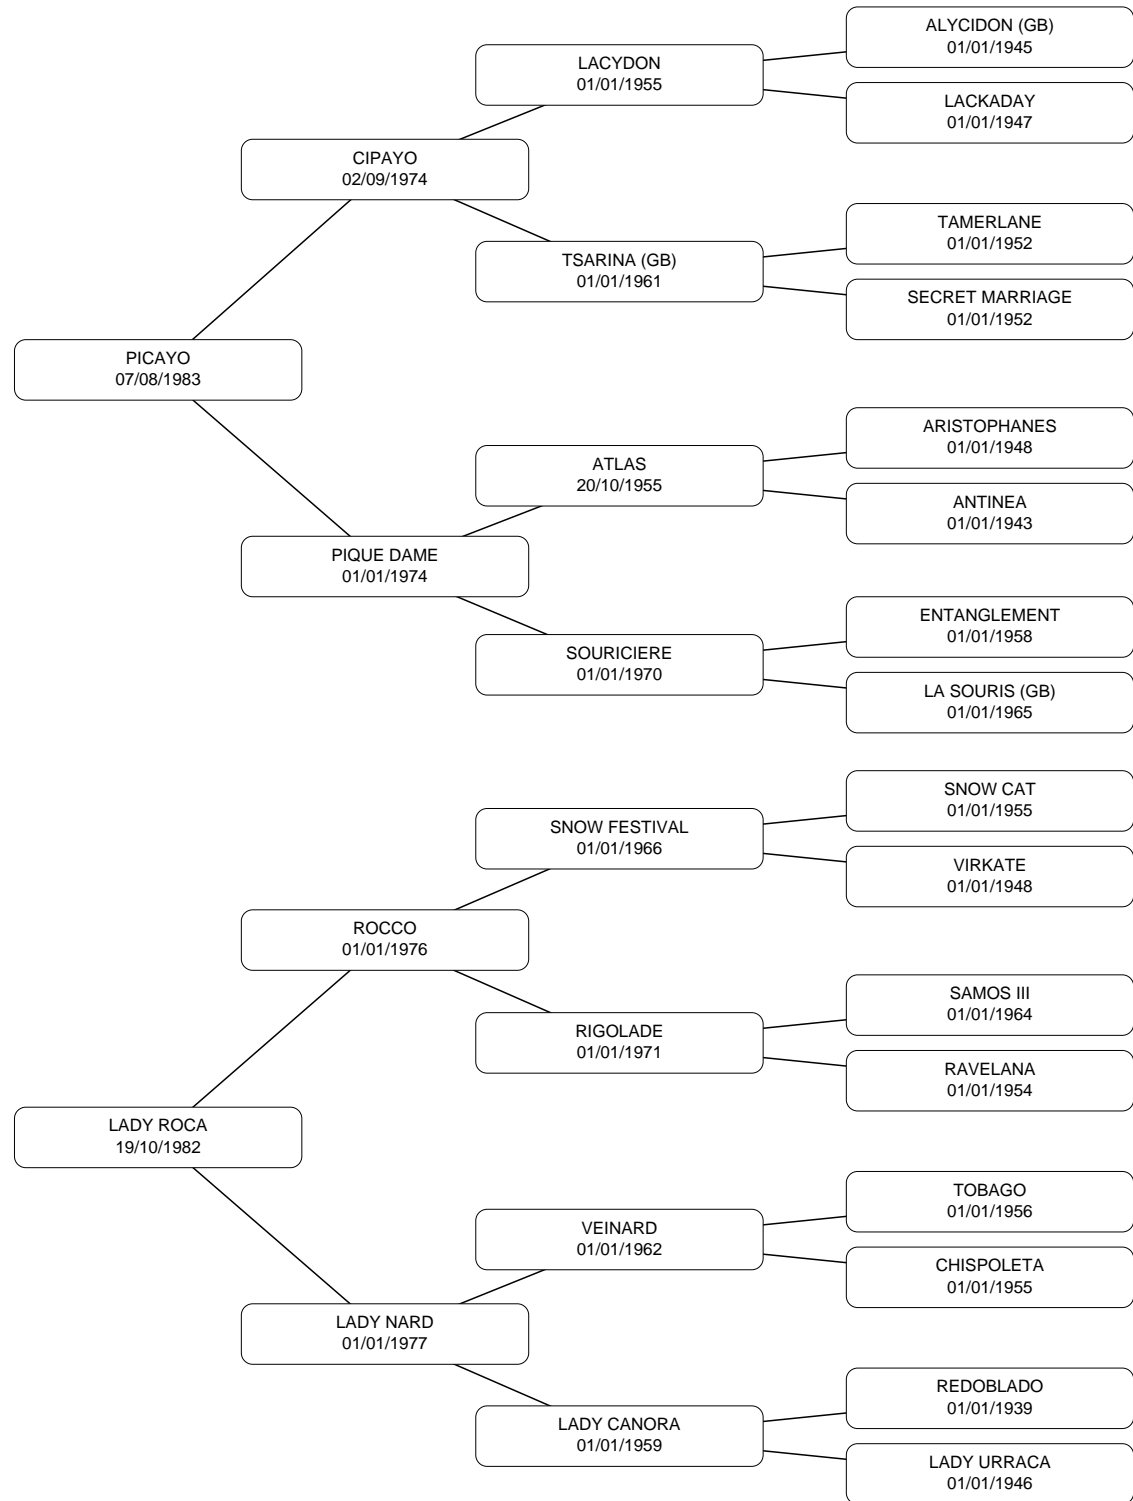 ALYCIDON (GB)
01/01/1945
LACYDON
01/01/1955
LACKADAY
01/01/1947
CIPAYO
02/09/1974
TAMERLANE
01/01/1952
TSARINA (GB)
01/01/1961
SECRET MARRIAGE
01/01/1952
PICAYO
07/08/1983
ARISTOPHANES
01/01/1948
ATLAS
20/10/1955
ANTINEA
01/01/1943
PIQUE DAME
01/01/1974
ENTANGLEMENT
01/01/1958
SOURICIERE
01/01/1970
LA SOURIS (GB)
01/01/1965
SNOW CAT
01/01/1955
SNOW FESTIVAL
01/01/1966
VIRKATE
01/01/1948
ROCCO
01/01/1976
SAMOS III
01/01/1964
RIGOLADE
01/01/1971
RAVELANA
01/01/1954
LADY ROCA
19/10/1982
TOBAGO
01/01/1956
VEINARD
01/01/1962
CHISPOLETA
01/01/1955
LADY NARD
01/01/1977
REDOBLADO
01/01/1939
LADY CANORA
01/01/1959
LADY URRACA
01/01/1946